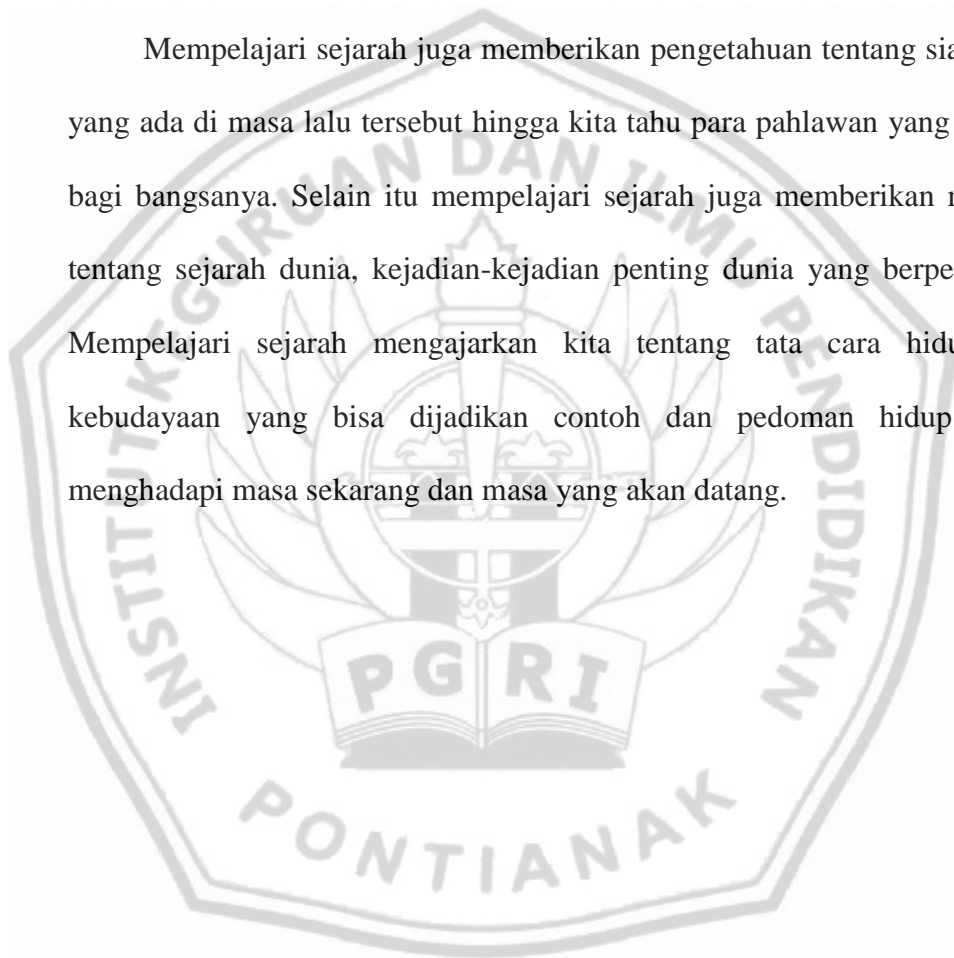 Mempelajari sejarah juga memberikan pengetahuan tentang
yang ada di masa lalu tersebut hingga kita tahu para pahlawan yang
bagi bangsanya. Selain itu mempelajari sejarah juga memberikan
tentang sejarah dunia, kejadian-kejadian penting dunia yang
Mempelajari sejarah mengajarkan kita tentang tata cara
kebudayaan yang bisa dijadikan contoh dan pedoman hidup
menghadapi masa sekarang dan masa yang akan datang.
INSTITUT KEGURUAN DAN ILMU PENDIDIKAN
PGRI
PONTIANAK